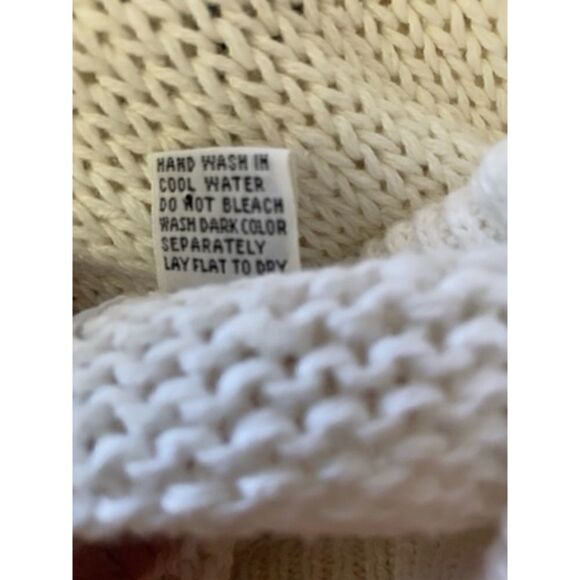 HAND WASH IN
COOL WATER
DO NOT BLEACH
WASH DARK COLOR
SEPARATELY
LAY FLAT TO DRY